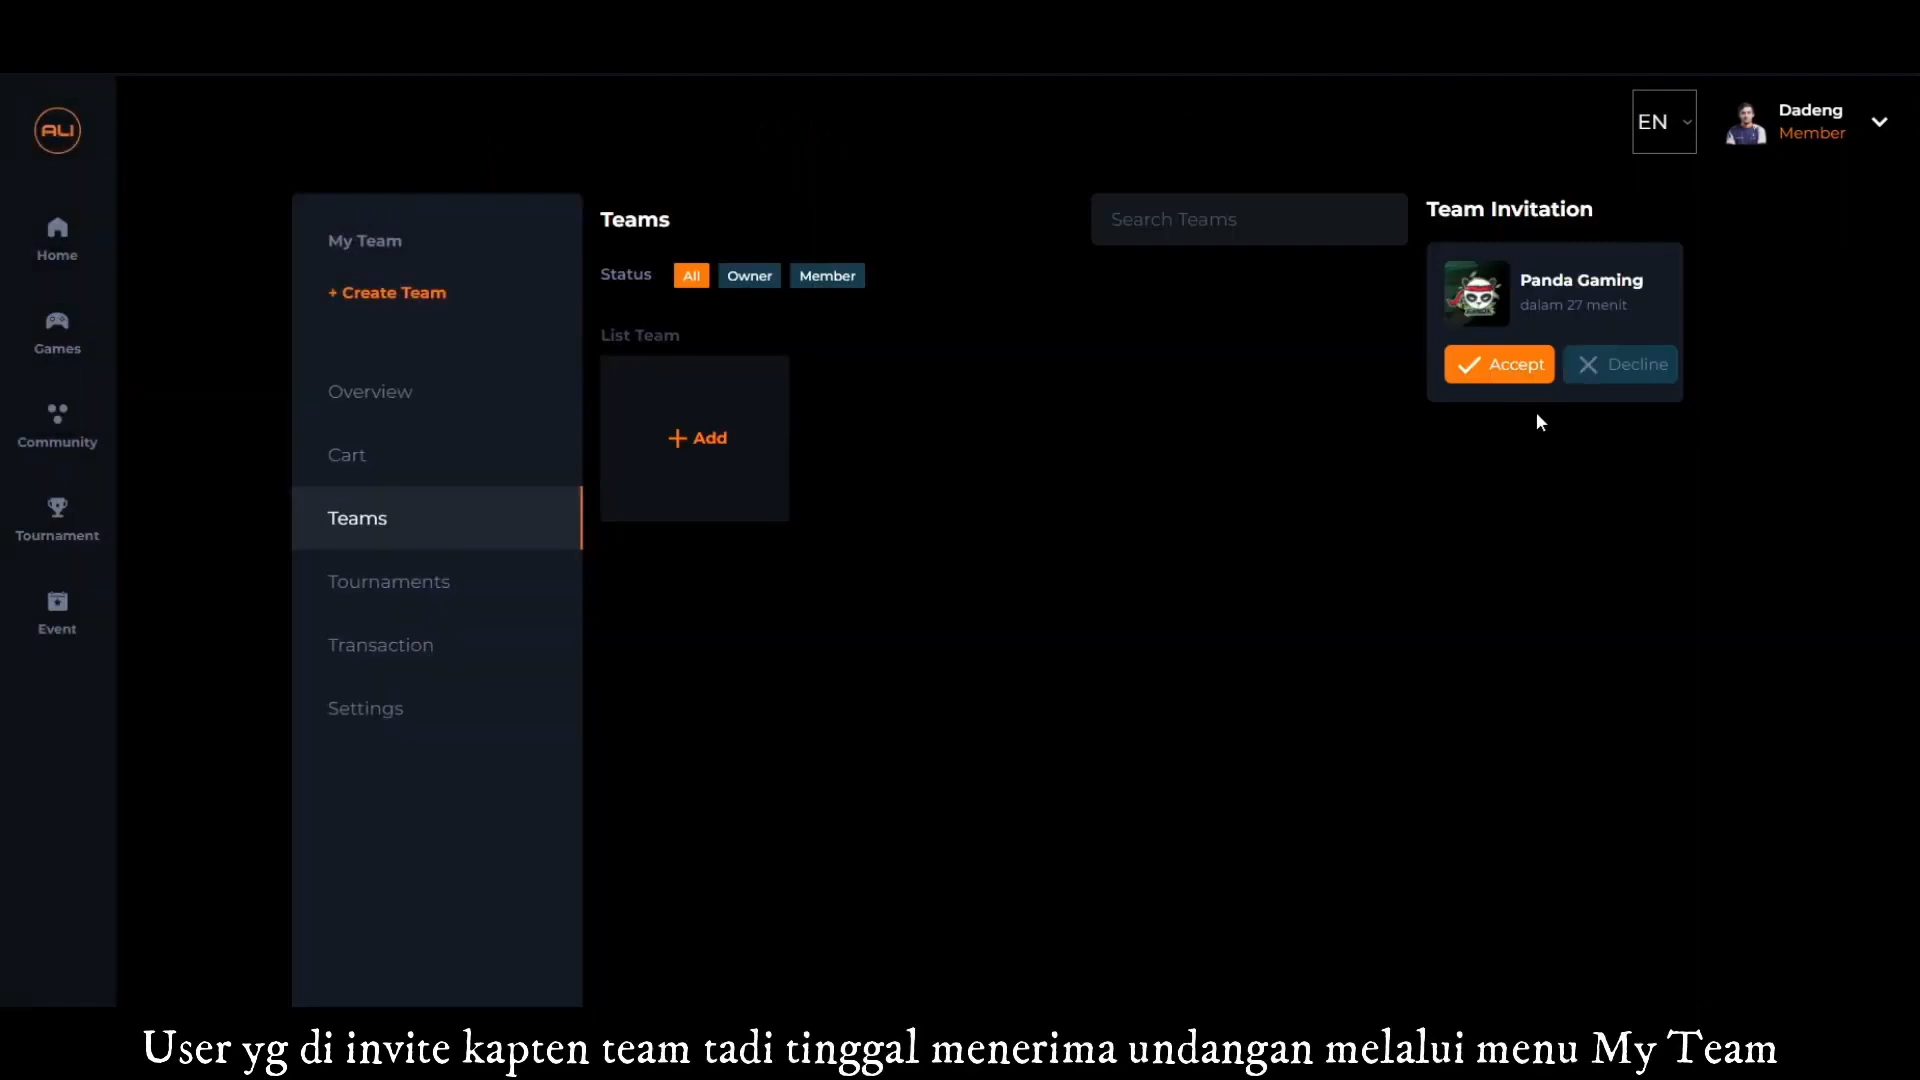 ALI
EN
Dadeng
Member
Home
Games
Community
Tournament
Event
My Team
+ Create Team
Overview
Cart
Teams
Tournaments
Transaction
Settings
Teams
Search Teams
Status All Owner Member
List Team
+ Add
Team Invitation
Panda Gaming
dalam 27 menit
Accept Decline
User yg di invite kapten team tadi tinggal menerima undangan melalui menu My Team